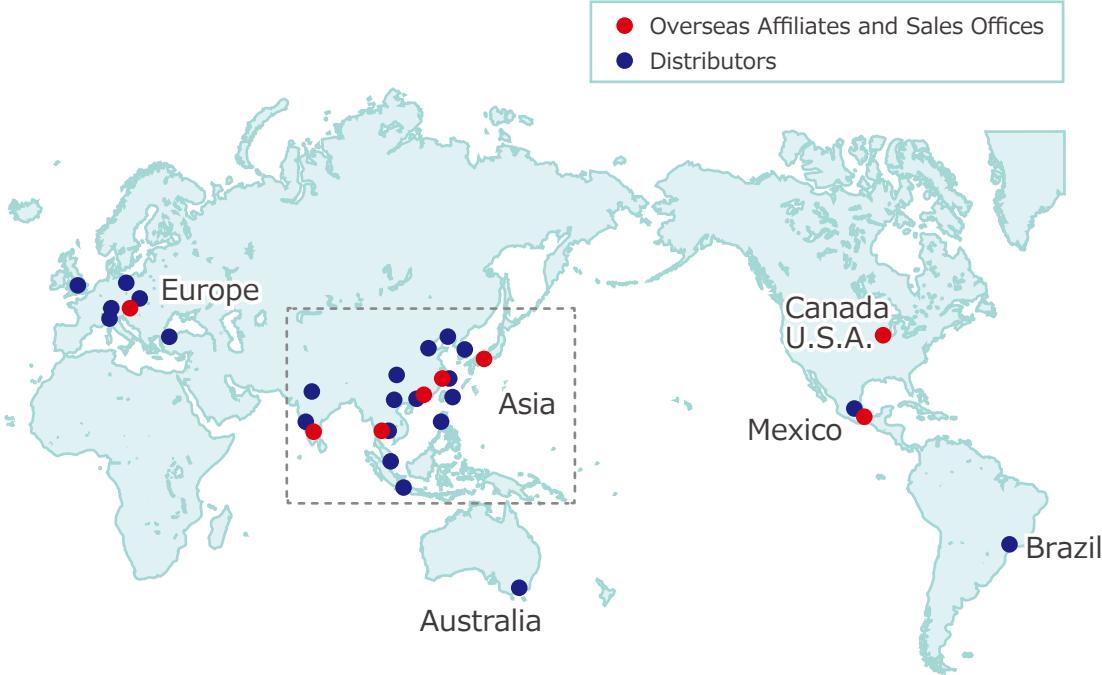 Overseas Affiliates and Sales Offices
Distributors
Europe
Canada
U.S.A.
Asia
Mexico
Brazil
Australia